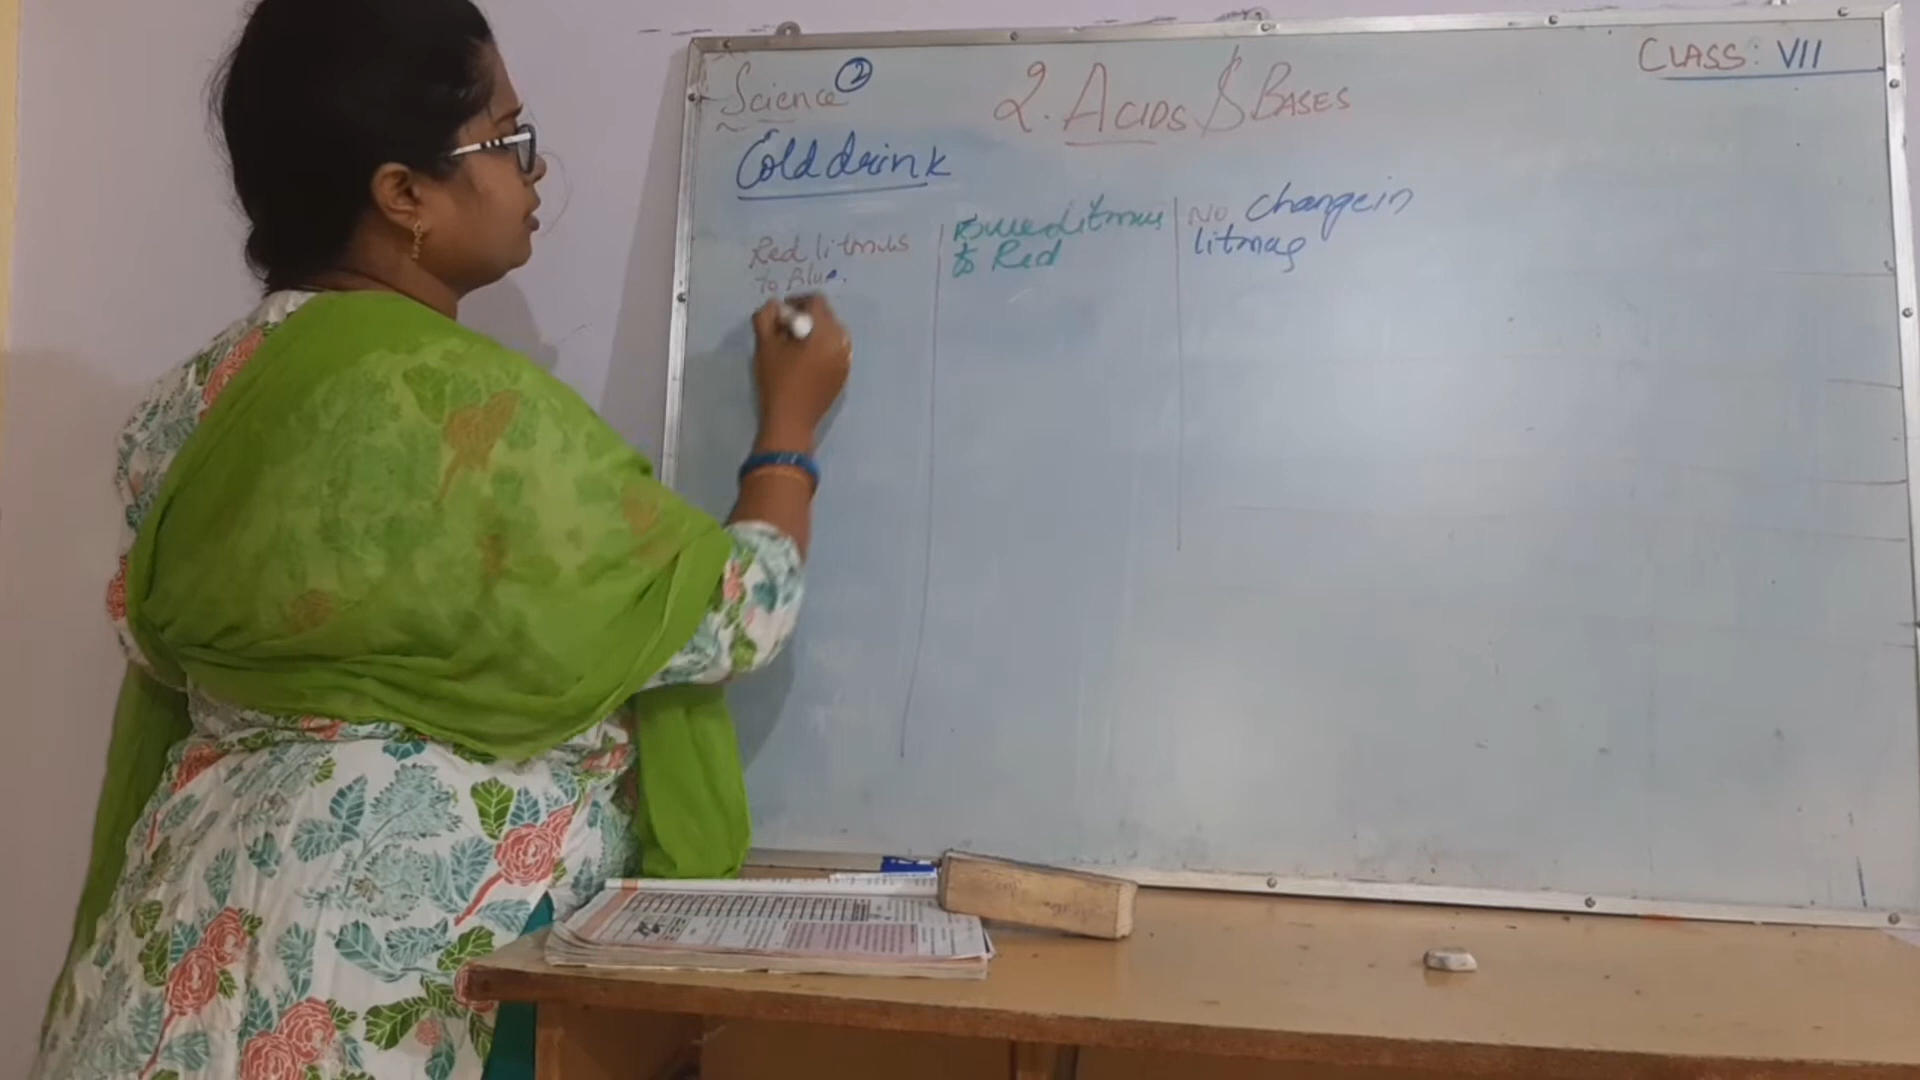 Science 2
2. ACIDS & BASES
CLASS: VII
Cold drink
Red litmus
to Blue.
Blue Litmus
to Red
No change in
litmus